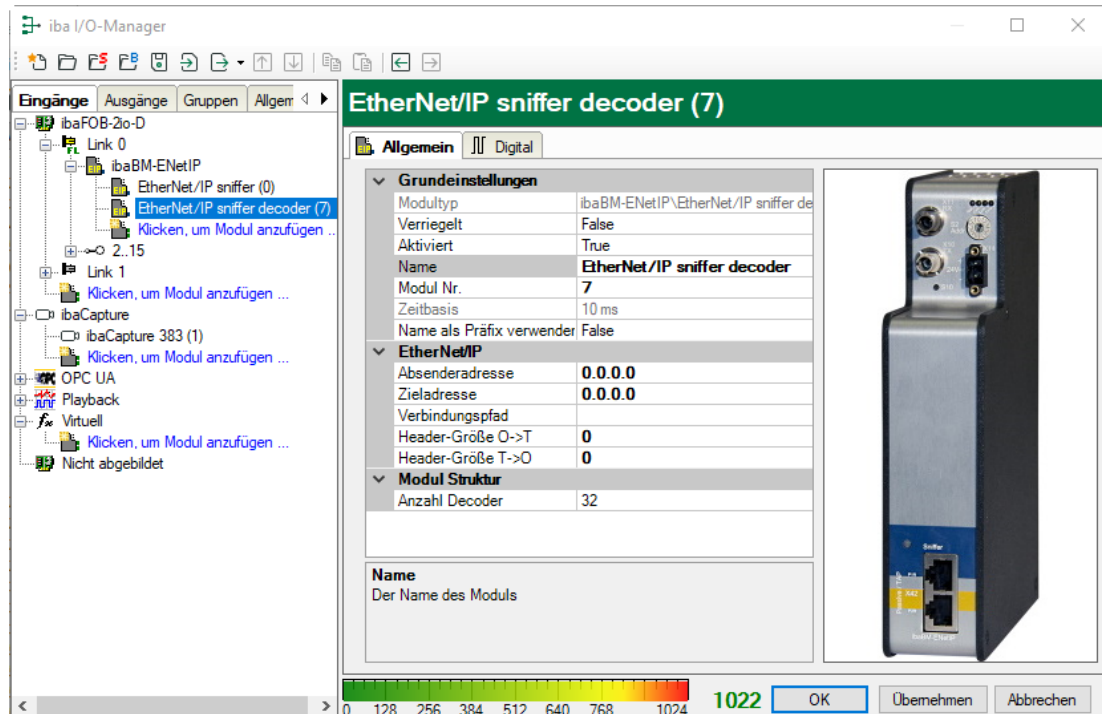 iba I/O-Manager
Eingänge Ausgänge Gruppen Allgem
EtherNet/IP sniffer decoder (7)
ibaFOB-2io-D
Link 0
ibaBM-ENetIP
EtherNet/IP sniffer (0)
EtherNet/IP sniffer decoder (7)
Klicken, um Modul anzufügen ..
2..15
Link 1
Klicken, um Modul anzufügen ...
ibaCapture
ibaCapture 383 (1)
Klicken, um Modul anzufügen ...
OPC UA
Playback
Virtuell
Klicken, um Modul anzufügen ...
Nicht abgebildet
Allgemein Digital
Grundeinstellungen
Modultyp ibaBM-ENetIP\EtherNet/IP sniffer de
Verriegelt False
Aktiviert True
Name EtherNet/IP sniffer decoder
Modul Nr. 7
Zeitbasis 10 ms
Name als Präfix verwender False
EtherNet/IP
Absenderadresse 0.0.0.0
Zieladresse 0.0.0.0
Verbindungspfad
Header-Größe O->T 0
Header-Größe T->O 0
Modul Struktur
Anzahl Decoder 32
Name
Der Name des Moduls
Sniffer
X42
0 128 256 384 512 640 768 1024
1022
OK Übernehmen Abbrechen